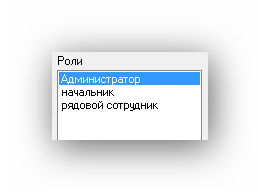 Роли
Администратор
начальник
рядовой сотрудник